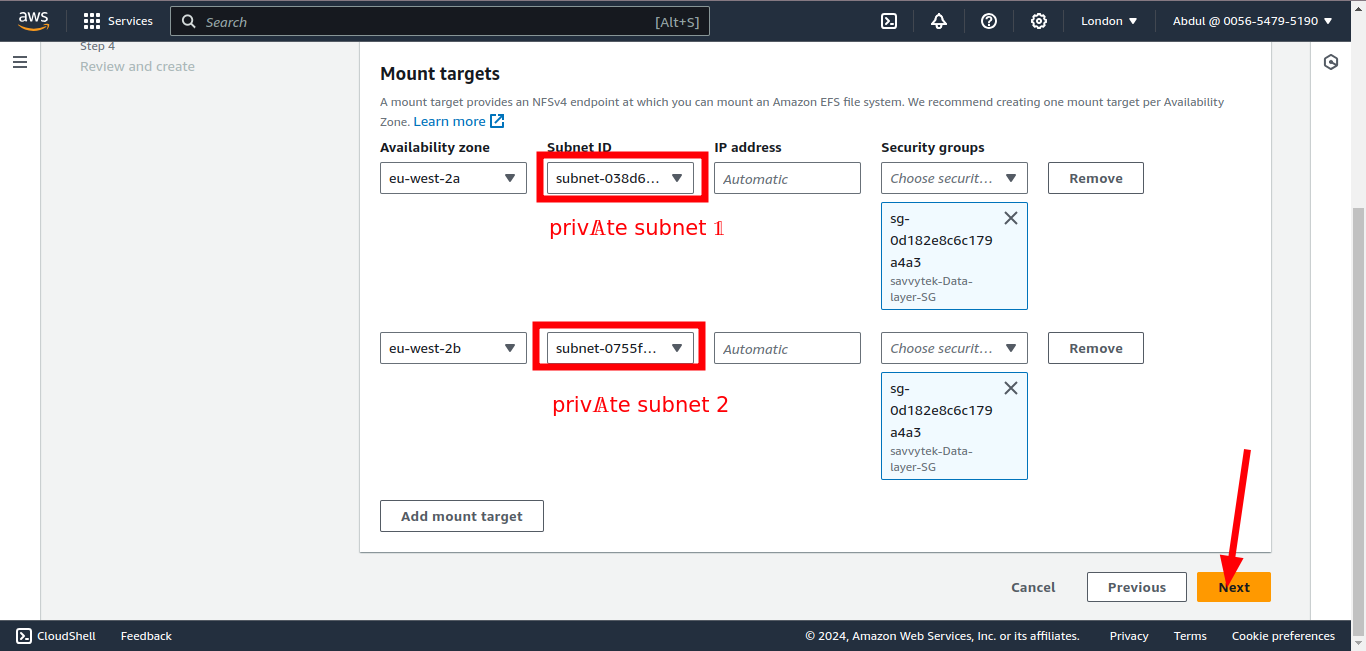 aws Services Search [Alt+S] London Abdul @ 0056-5479-5190
Step 4
Review and create
Mount targets
A mount target provides an NFSv4 endpoint at which you can mount an Amazon EFS file system. We recommend creating one mount target per Availability
Zone. Learn more
Availability zone Subnet ID IP address Security groups
eu-west-2a subnet-038d6... Automatic Choose securit... Remove
privAte subnet 1
sg-
0d182e8c6c179
a4a3
savvytek-Data-
layer-SG
eu-west-2b subnet-0755f... Automatic Choose securit... Remove
privAte subnet 2
sg-
0d182e8c6c179
a4a3
savvytek-Data-
layer-SG
Add mount target
Cancel Previous Next
CloudShell Feedback © 2024, Amazon Web Services, Inc. or its affiliates. Privacy Terms Cookie preferences